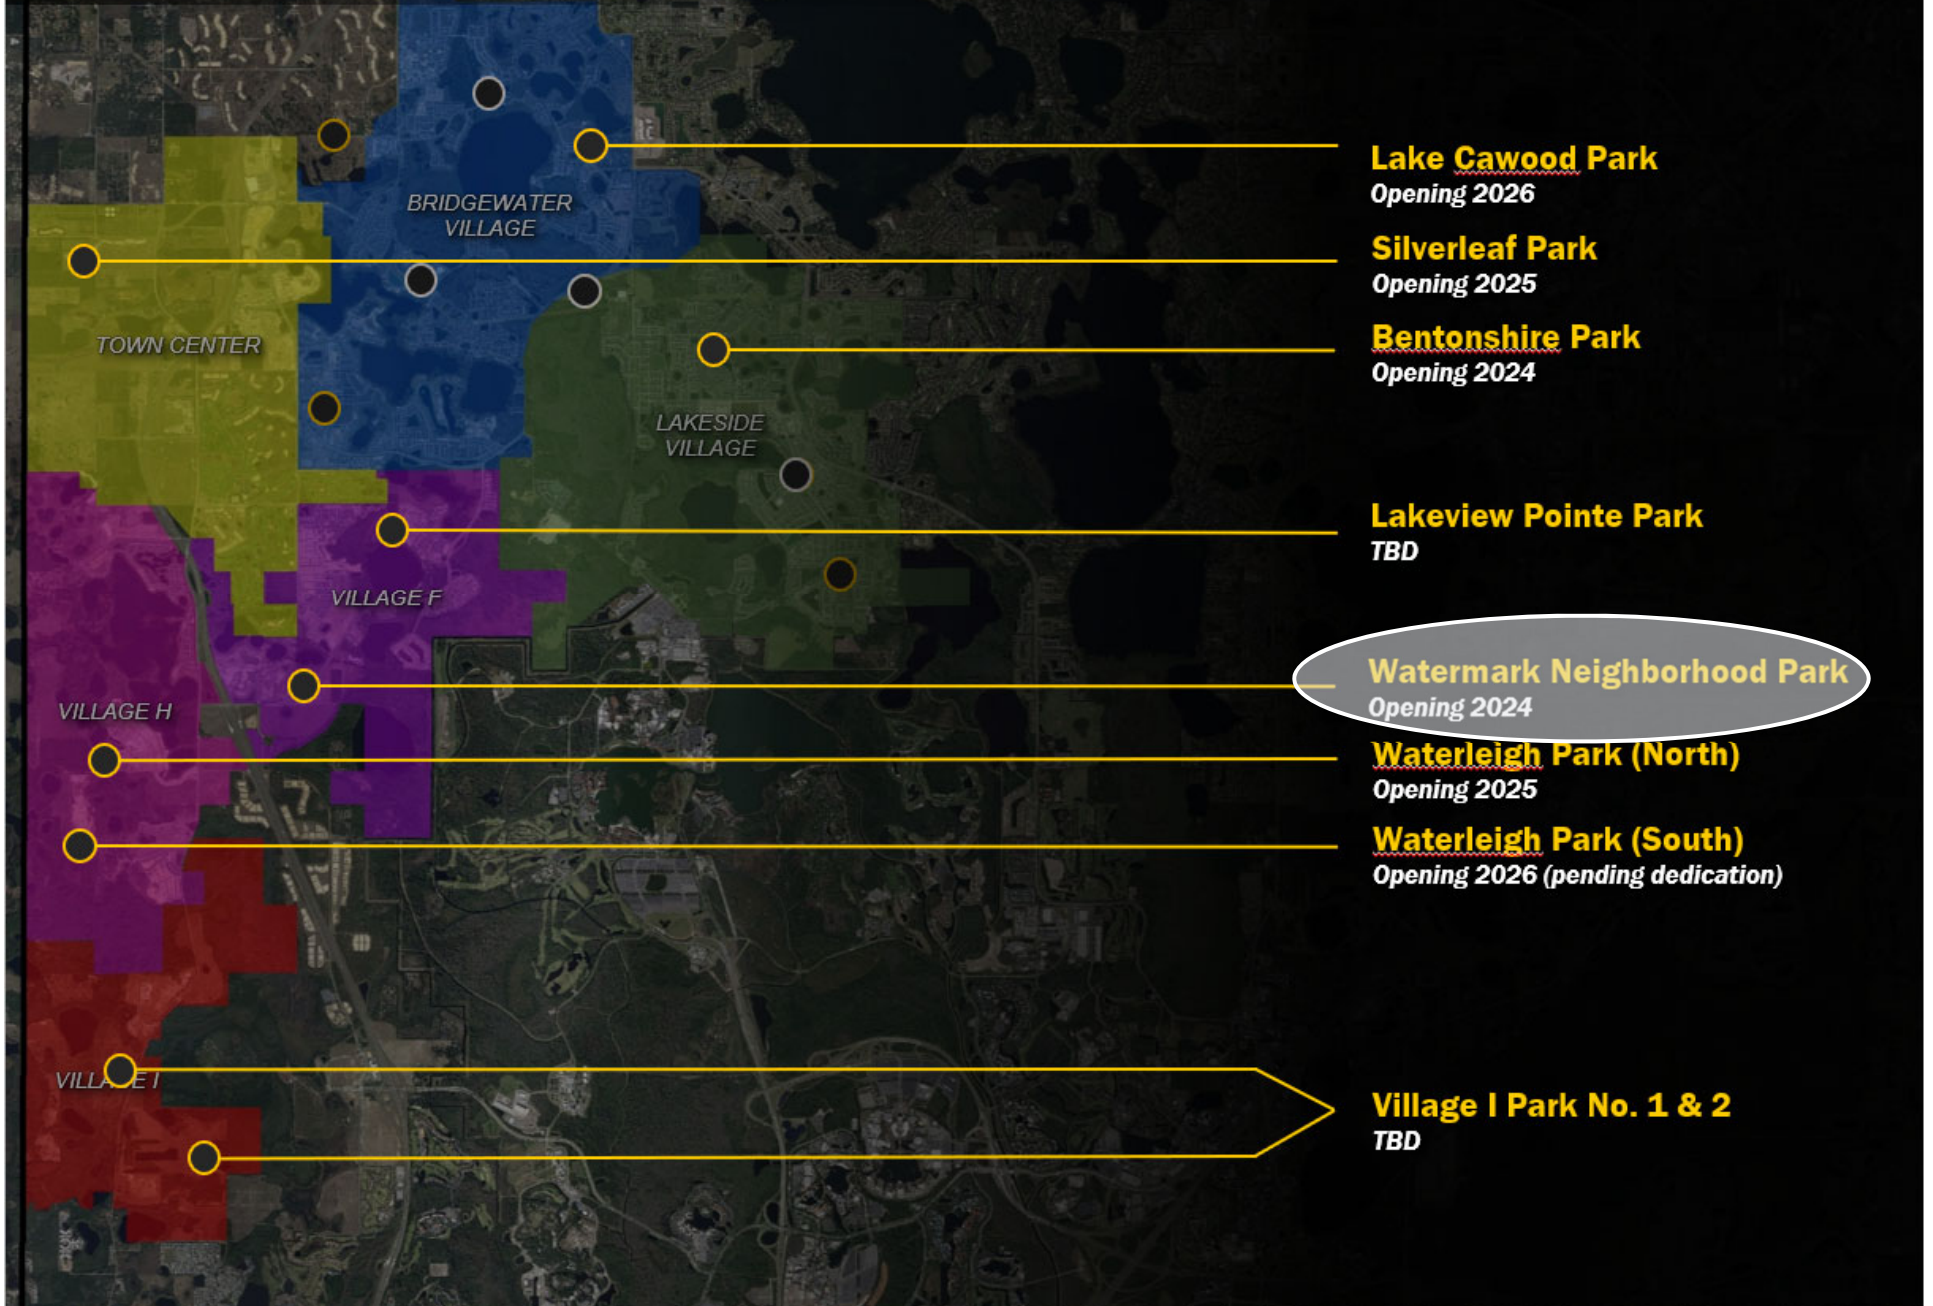 BRIDGEWATER
VILLAGE
TOWN CENTER
LAKESIDE
VILLAGE
VILLAGE F
VILLAGE H
VILLAGE I
Lake Cawood Park
Opening 2026
Silverleaf Park
Opening 2025
Bentonshire Park
Opening 2024
Lakeview Pointe Park
TBD
Watermark Neighborhood Park
Opening 2024
Waterleigh Park (North)
Opening 2025
Waterleigh Park (South)
Opening 2026 (pending dedication)
Village I Park No. 1 & 2
TBD